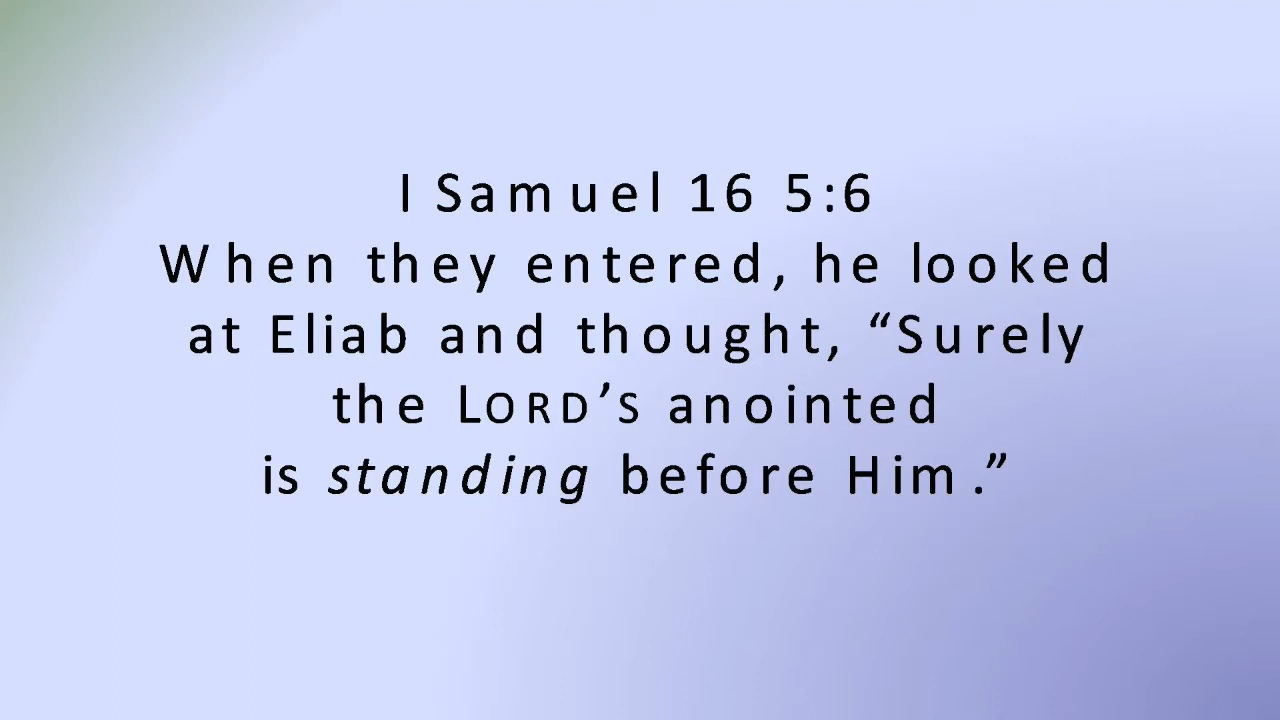 I Samuel 16 5:6
When they entered, he looked
at Eliab and thought, “Surely
the LORD’S anointed
is standing before Him.”